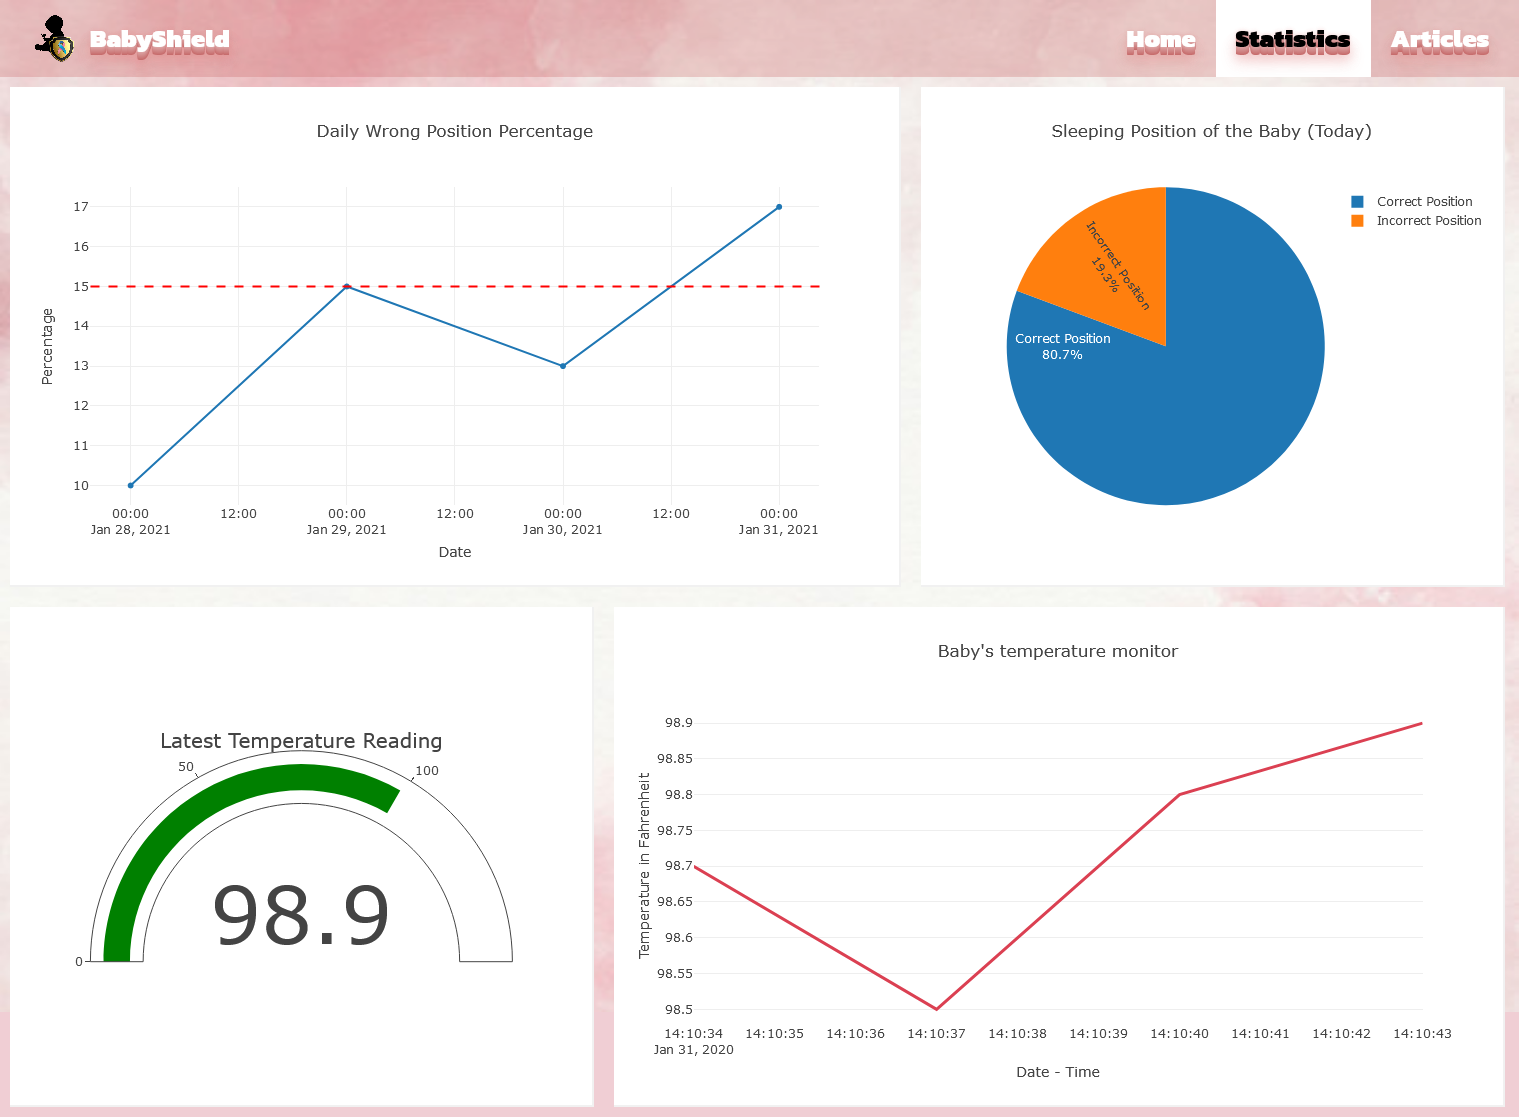 BabyShield
Home
Statistics
Articles
Daily Wrong Position Percentage
17
16
15
14
13
12
11
10
Percentage
00:00
Jan 28, 2021
12:00
00:00
Jan 29, 2021
12:00
00:00
Jan 30, 2021
12:00
00:00
Jan 31, 2021
Date
Sleeping Position of the Baby (Today)
Correct Position
Incorrect Position
Incorrect Position
19.3%
Correct Position
80.7%
Latest Temperature Reading
0
50
100
98.9
Baby's temperature monitor
98.9
98.85
98.8
98.75
98.7
98.65
98.6
98.55
98.5
Temperature in Fahrenheit
14:10:34
Jan 31, 2020
14:10:35
14:10:36
14:10:37
14:10:38
14:10:39
14:10:40
14:10:41
14:10:42
14:10:43
Date - Time